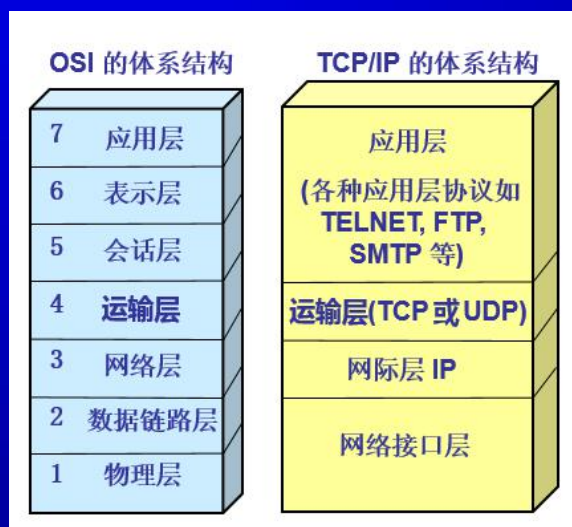 OSI 的体系结构
7 应用层
6 表示层
5 会话层
4 运输层
3 网络层
2 数据链路层
1 物理层
TCP/IP 的体系结构
应用层
(各种应用层协议如
TELNET, FTP,
SMTP 等)
运输层(TCP 或 UDP)
网际层 IP
网络接口层